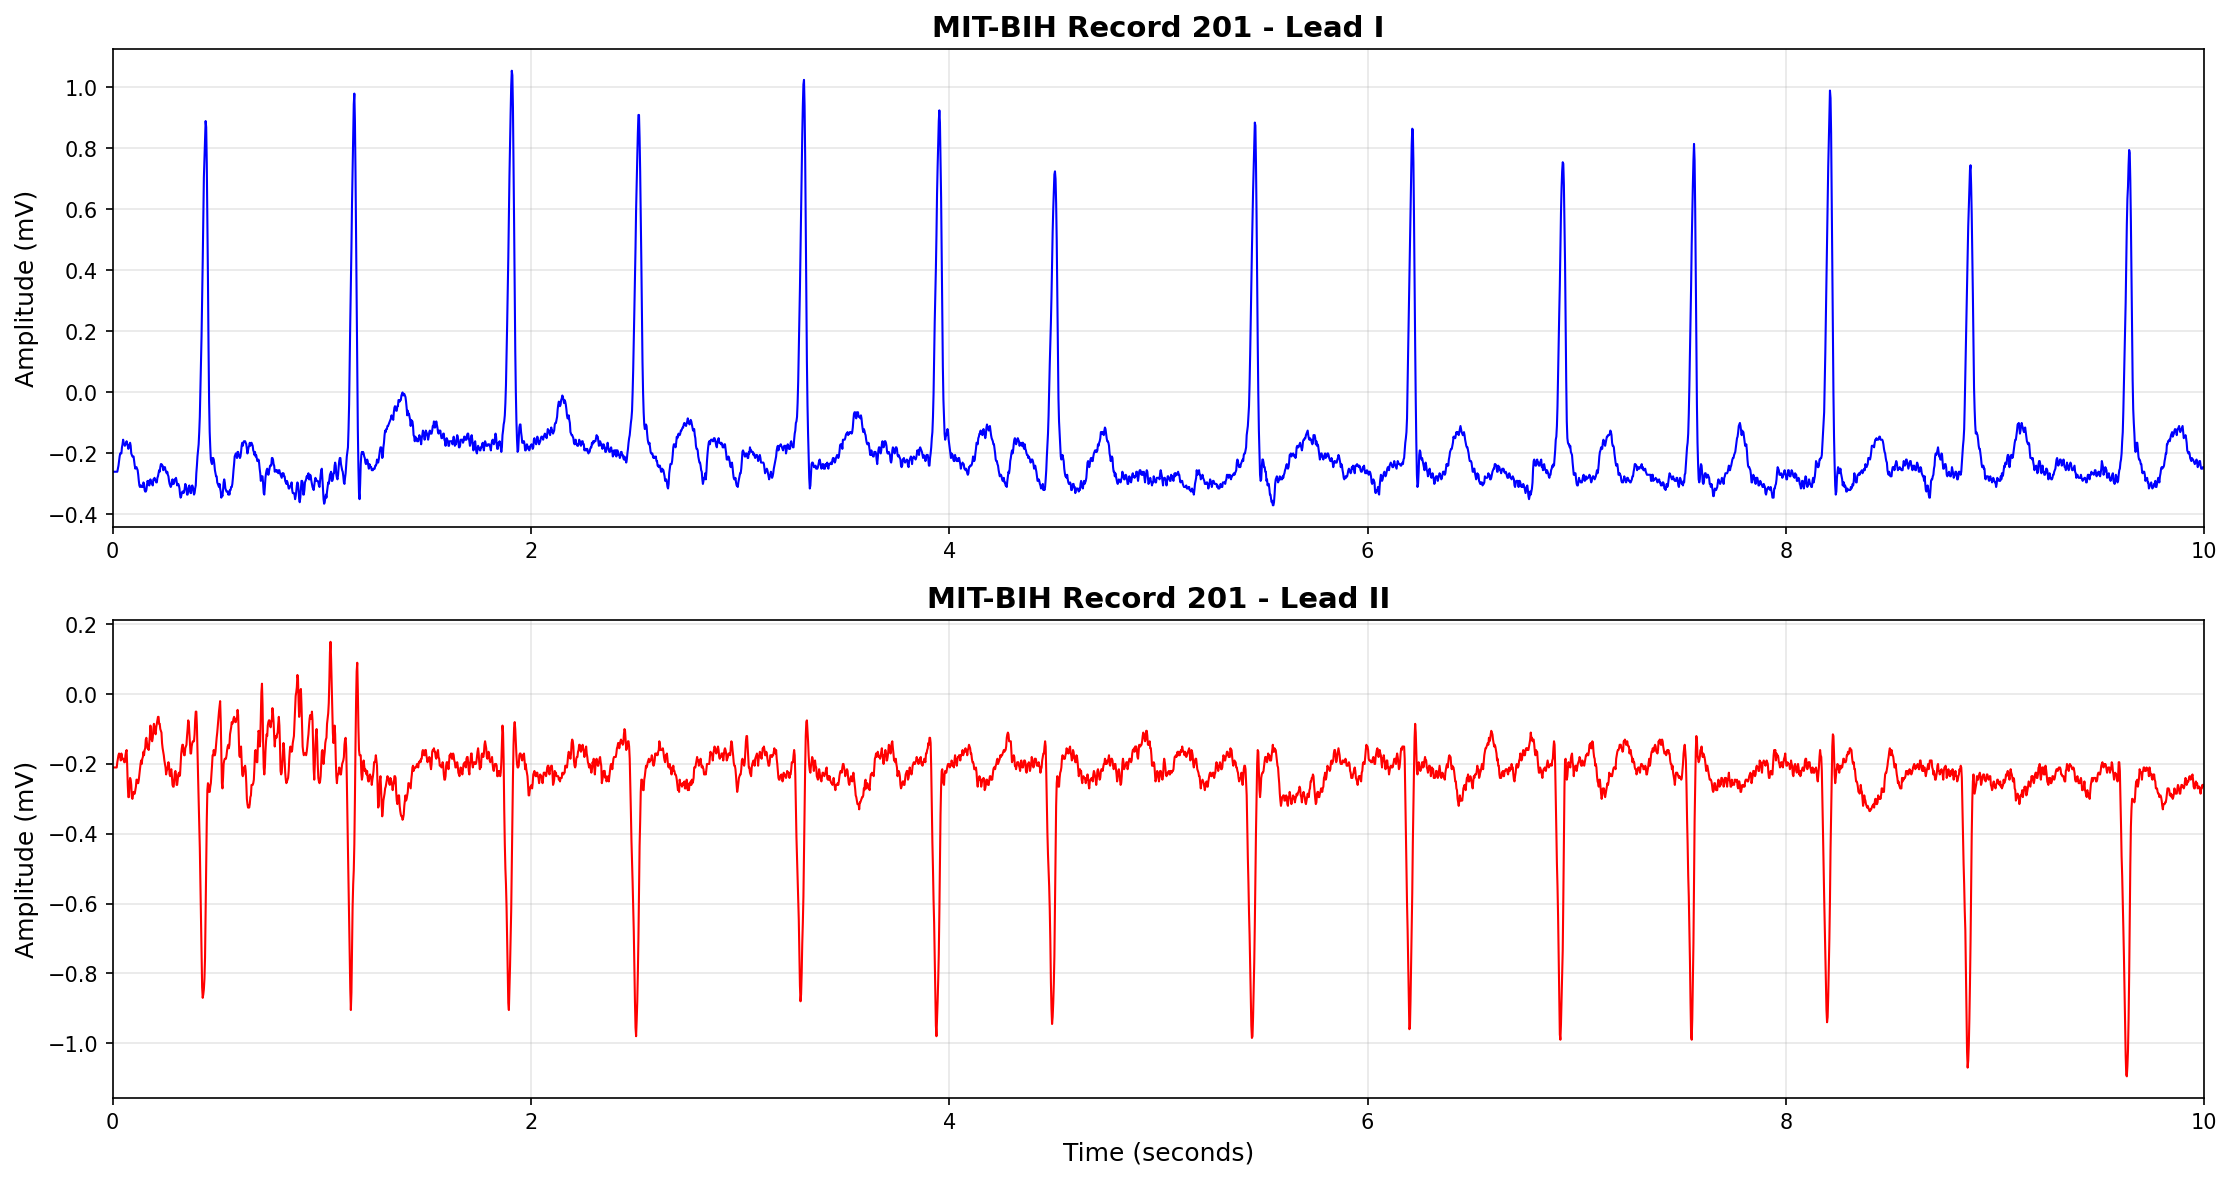 MIT-BIH Record 201 - Lead I
Amplitude (mV)
1.0
0.8
0.6
0.4
0.2
0.0
−0.2
−0.4
0 2 4 6 8 10
MIT-BIH Record 201 - Lead II
Amplitude (mV)
0.2
0.0
−0.2
−0.4
−0.6
−0.8
−1.0
0 2 4 6 8 10
Time (seconds)